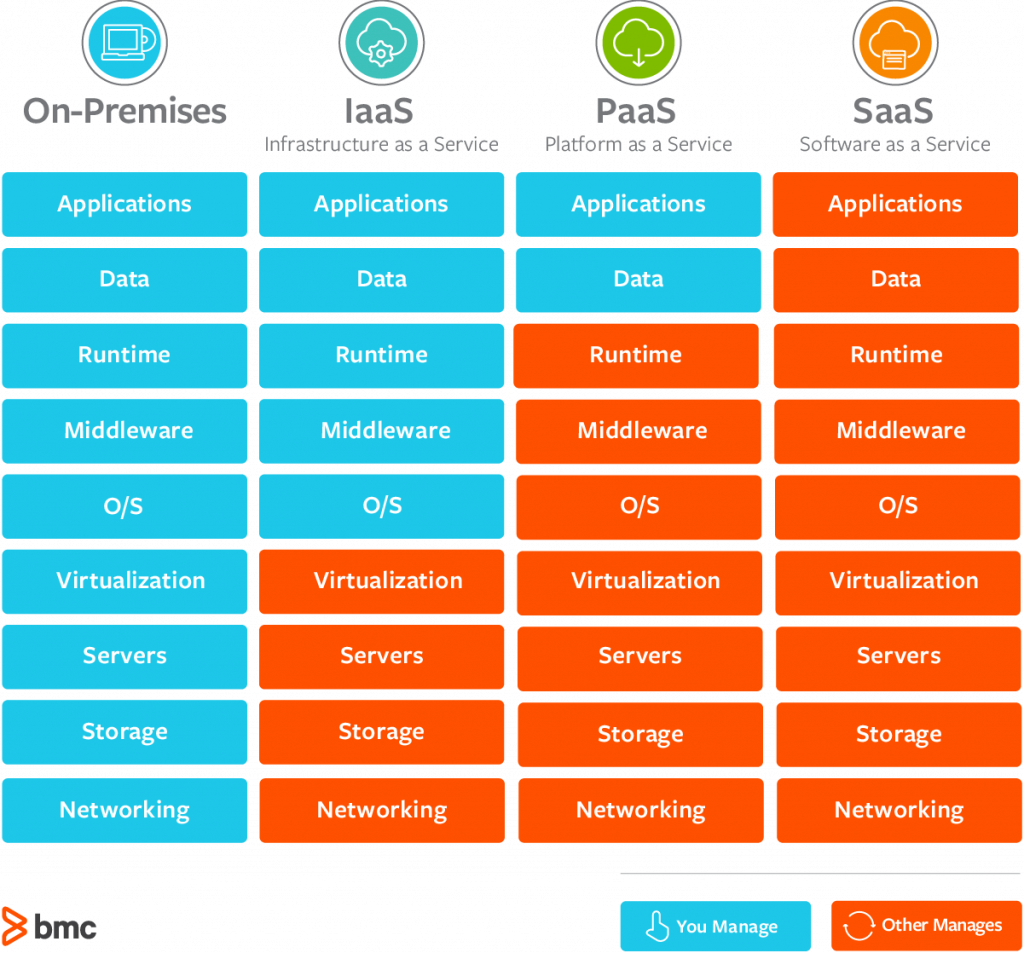 On-Premises IaaS PaaS SaaS
Infrastructure as a Service Platform as a Service Software as a Service
Applications Applications Applications Applications
Data Data Data Data
Runtime Runtime Runtime Runtime
Middleware Middleware Middleware Middleware
O/S O/S O/S O/S
Virtualization Virtualization Virtualization Virtualization
Servers Servers Servers Servers
Storage Storage Storage Storage
Networking Networking Networking Networking
bmc You Manage Other Manages